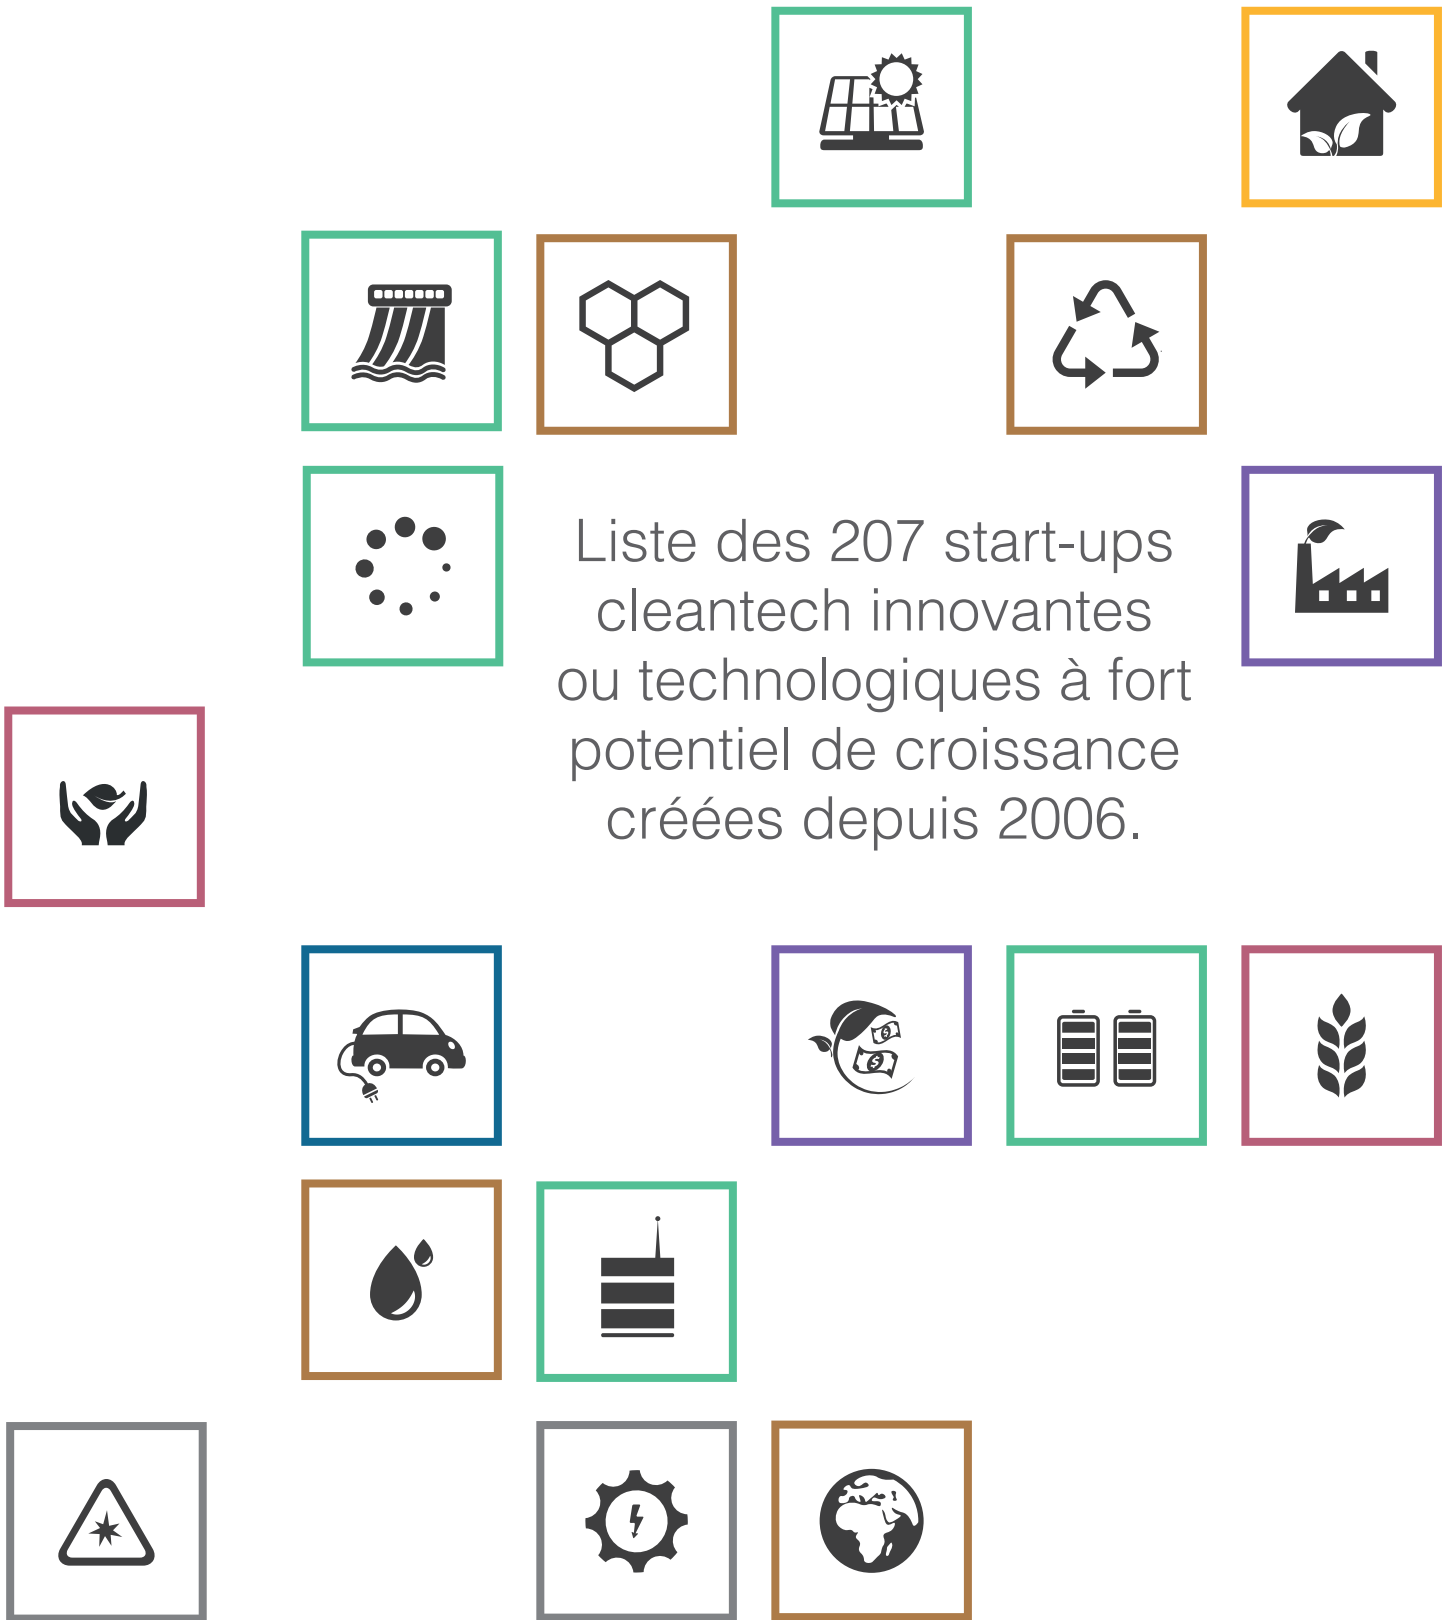 Liste des 207 start-ups
cleantech innovantes
ou technologiques à fort
potentiel de croissance
créées depuis 2006.